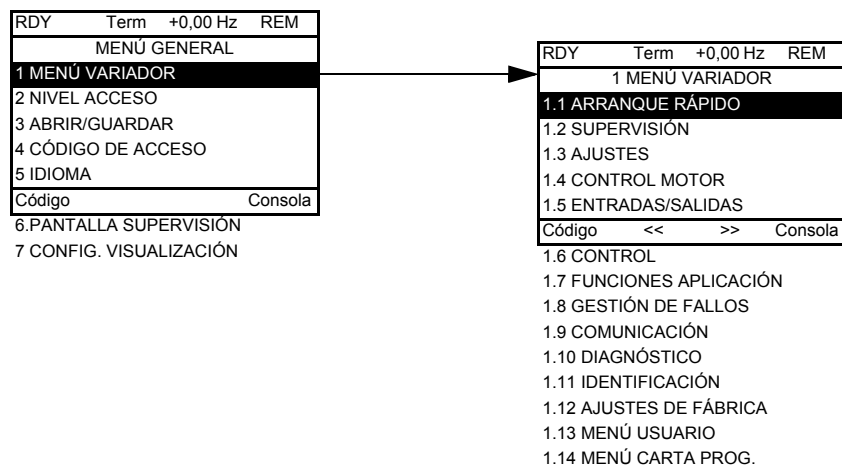 RDY Term +0,00 Hz REM
MENÚ GENERAL
1 MENÚ VARIADOR
2 NIVEL ACCESO
3 ABRIR/GUARDAR
4 CÓDIGO DE ACCESO
5 IDIOMA
Código Consola
6.PANTALLA SUPERVISIÓN
7 CONFIG. VISUALIZACIÓN
RDY Term +0,00 Hz REM
1 MENÚ VARIADOR
1.1 ARRANQUE RÁPIDO
1.2 SUPERVISIÓN
1.3 AJUSTES
1.4 CONTROL MOTOR
1.5 ENTRADAS/SALIDAS
Código << >> Consola
1.6 CONTROL
1.7 FUNCIONES APLICACIÓN
1.8 GESTIÓN DE FALLOS
1.9 COMUNICACIÓN
1.10 DIAGNÓSTICO
1.11 IDENTIFICACIÓN
1.12 AJUSTES DE FÁBRICA
1.13 MENÚ USUARIO
1.14 MENÚ CARTA PROG.